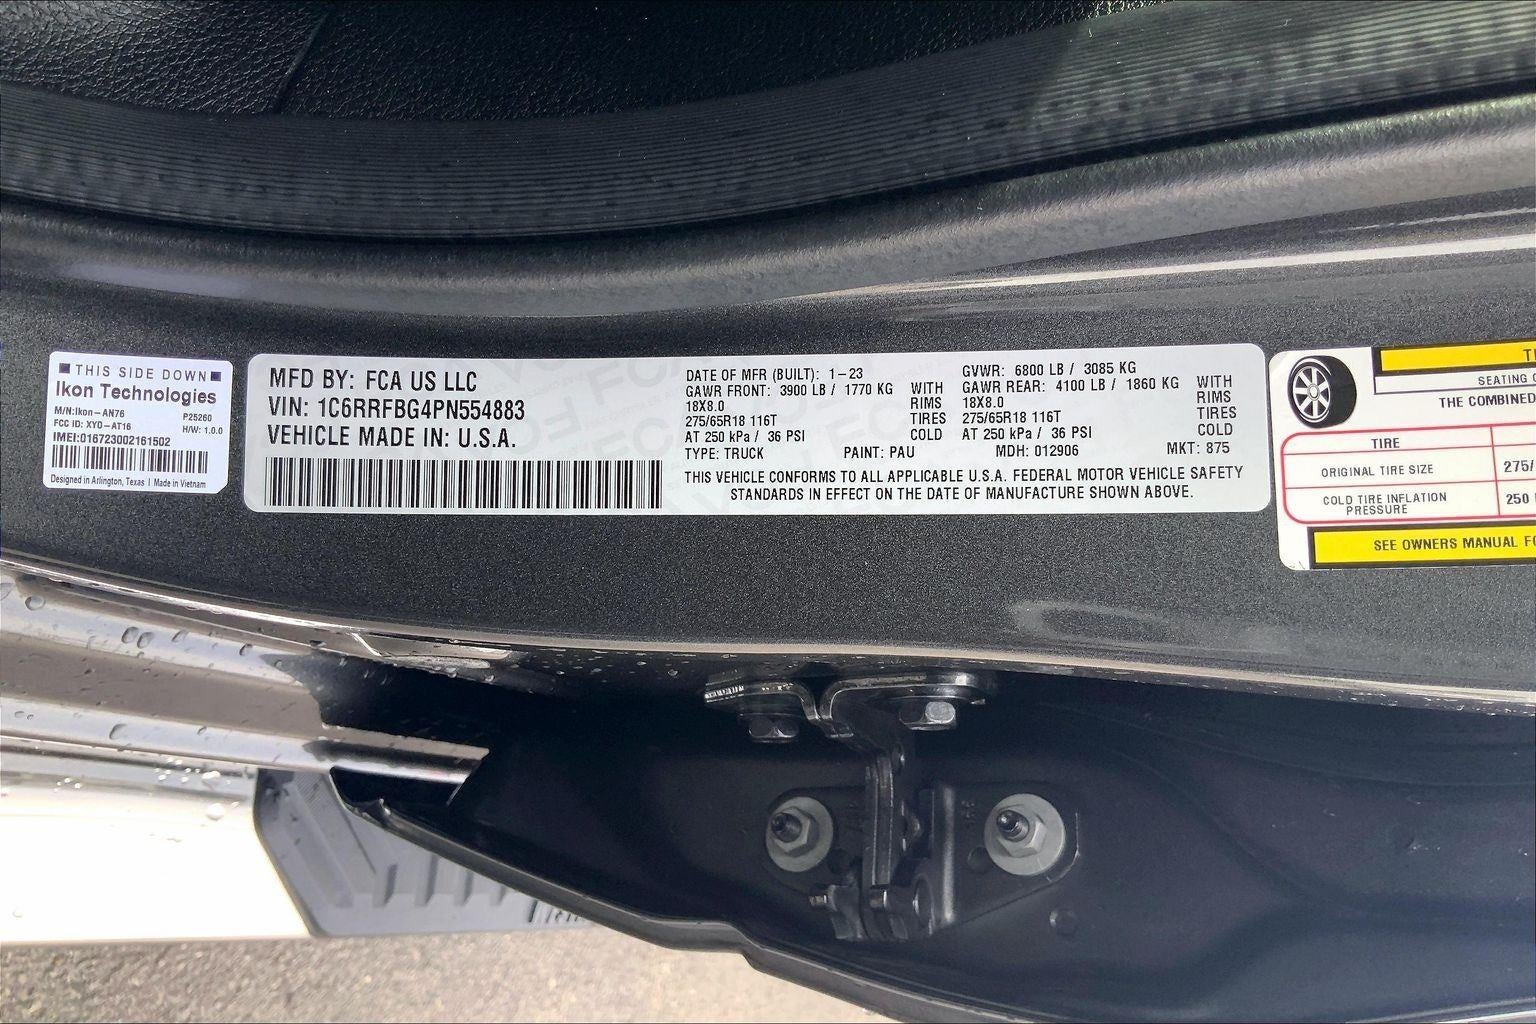 THIS SIDE DOWN
Ikon Technologies
M/N:Ikon-AN76 P25260
FCC ID: XYO-AT16 H/W: 1.0.0
IMEI:016723002161502
Designed in Arlington, Texas | Made in Vietnam
MFD BY: FCA US LLC
VIN: 1C6RRFBG4PN554883
VEHICLE MADE IN: U.S.A.
DATE OF MFR (BUILT): 1-23 GVWR: 6800 LB / 3085 KG
GAWR FRONT: 3900 LB / 1770 KG WITH GAWR REAR: 4100 LB / 1860 KG WITH
18X8.0 RIMS 18X8.0 RIMS
275/65R18 116T TIRES 275/65R18 116T TIRES
AT 250 kPa / 36 PSI COLD AT 250 kPa / 36 PSI COLD
TYPE: TRUCK PAINT: PAU MDH: 012906 MKT: 875
THIS VEHICLE CONFORMS TO ALL APPLICABLE U.S.A. FEDERAL MOTOR VEHICLE SAFETY
STANDARDS IN EFFECT ON THE DATE OF MANUFACTURE SHOWN ABOVE.
SEATING
THE COMBINED
TIRE
ORIGINAL TIRE SIZE 275/
COLD TIRE INFLATION
PRESSURE 250
SEE OWNERS MANUAL